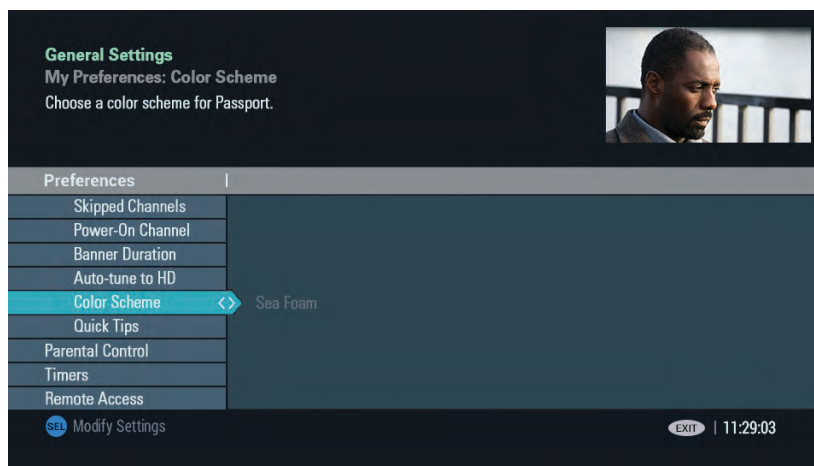 General Settings
My Preferences: Color Scheme
Choose a color scheme for Passport.
Preferences
Skipped Channels
Power-On Channel
Banner Duration
Auto-tune to HD
Color Scheme <> Sea Foam
Quick Tips
Parental Control
Timers
Remote Access
SEL Modify Settings
EXIT | 11:29:03